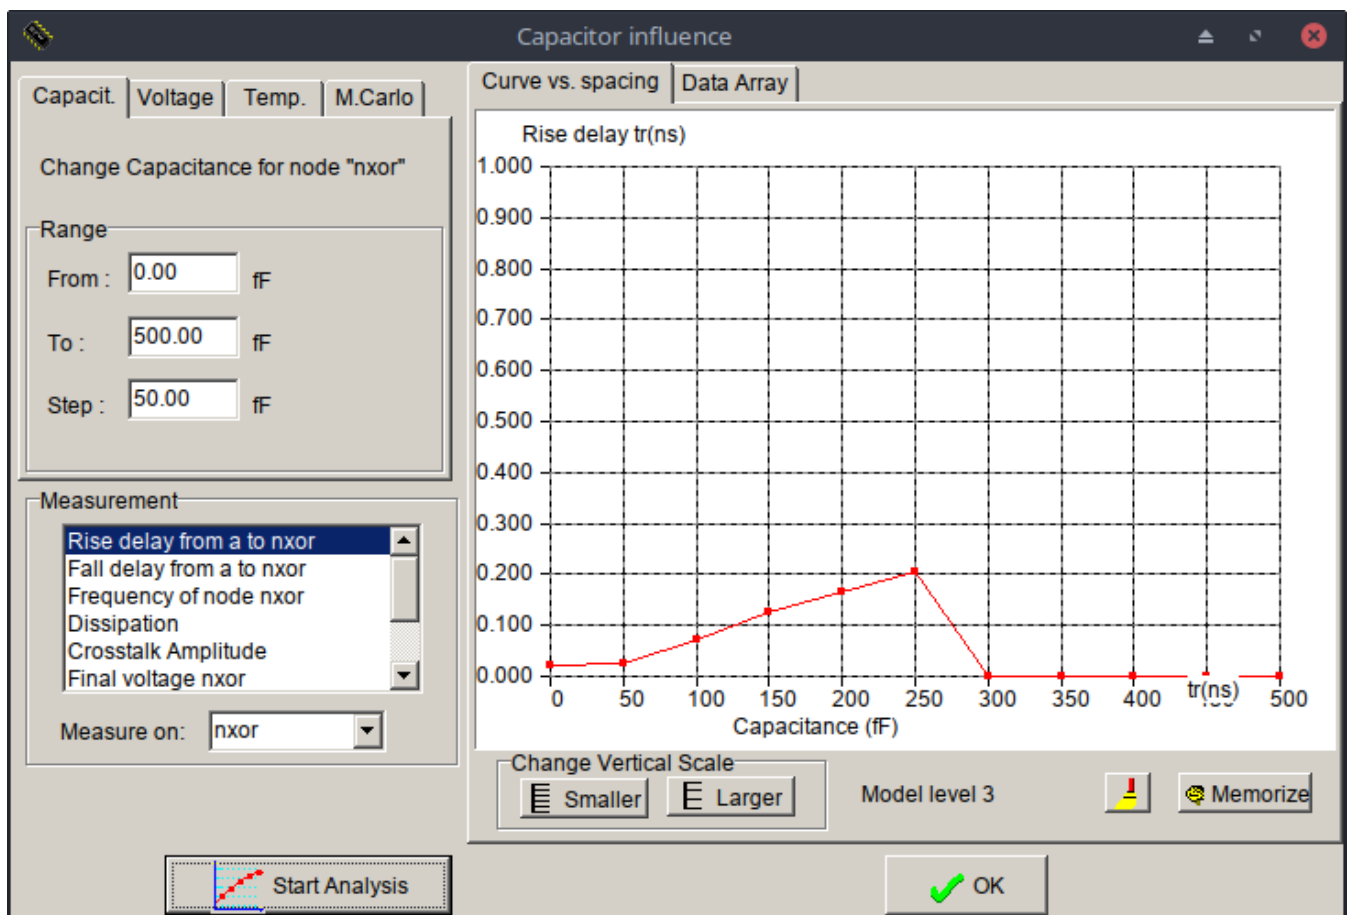 Capacitor influence
Capacit.
Voltage
Temp.
M.Carlo
Change Capacitance for node "nxor"
Range
From : 0.00 fF
To : 500.00 fF
Step : 50.00 fF
Measurement
Rise delay from a to nxor
Fall delay from a to nxor
Frequency of node nxor
Dissipation
Crosstalk Amplitude
Final voltage nxor
Measure on: nxor
Start Analysis
Curve vs. spacing
Data Array
Rise delay tr(ns)
1.000
0.900
0.800
0.700
0.600
0.500
0.400
0.300
0.200
0.100
0.000
0 50 100 150 200 250 300 350 400 500
tr(ns)
Capacitance (fF)
Change Vertical Scale
Smaller
Larger
Model level 3
Memorize
OK